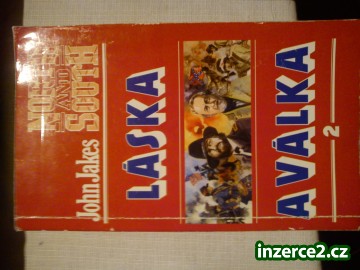 John Jakes
NORTH
AND
SOUTH
LÁSKA
A VÁLKA
2
inzerce2.cz